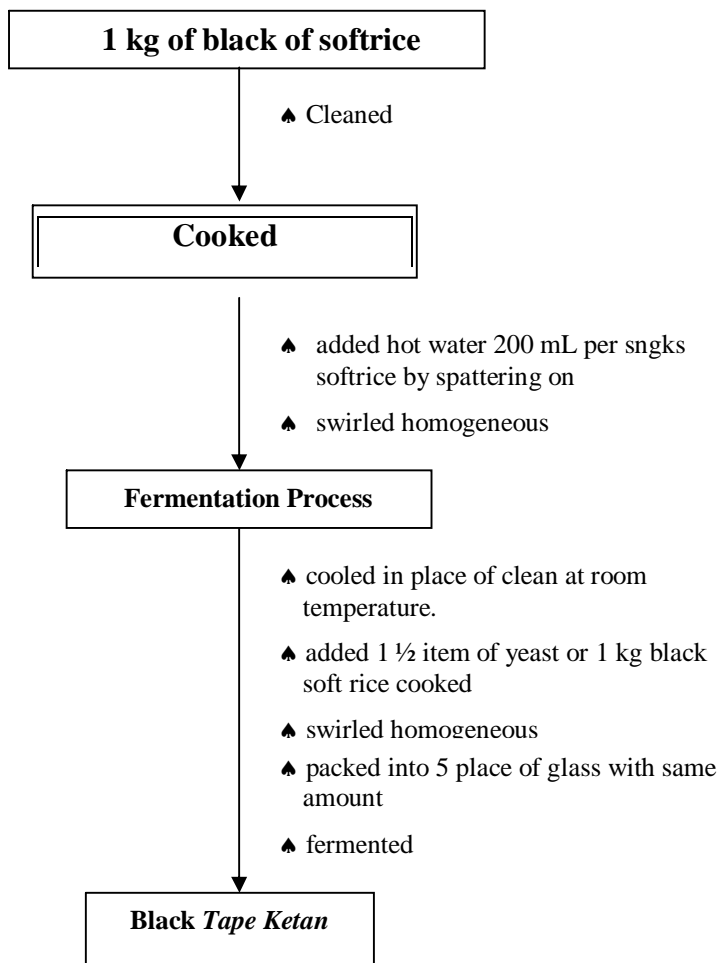 1 kg of black of softrice
♠ Cleaned
Cooked
♠ added hot water 200 mL per sngks
softrice by spattering on
♠ swirled homogeneous
Fermentation Process
♠ cooled in place of clean at room
temperature.
♠ added 1 ½ item of yeast or 1 kg black
soft rice cooked
♠ swirled homogeneous
♠ packed into 5 place of glass with same
amount
♠ fermented
Black Tape Ketan